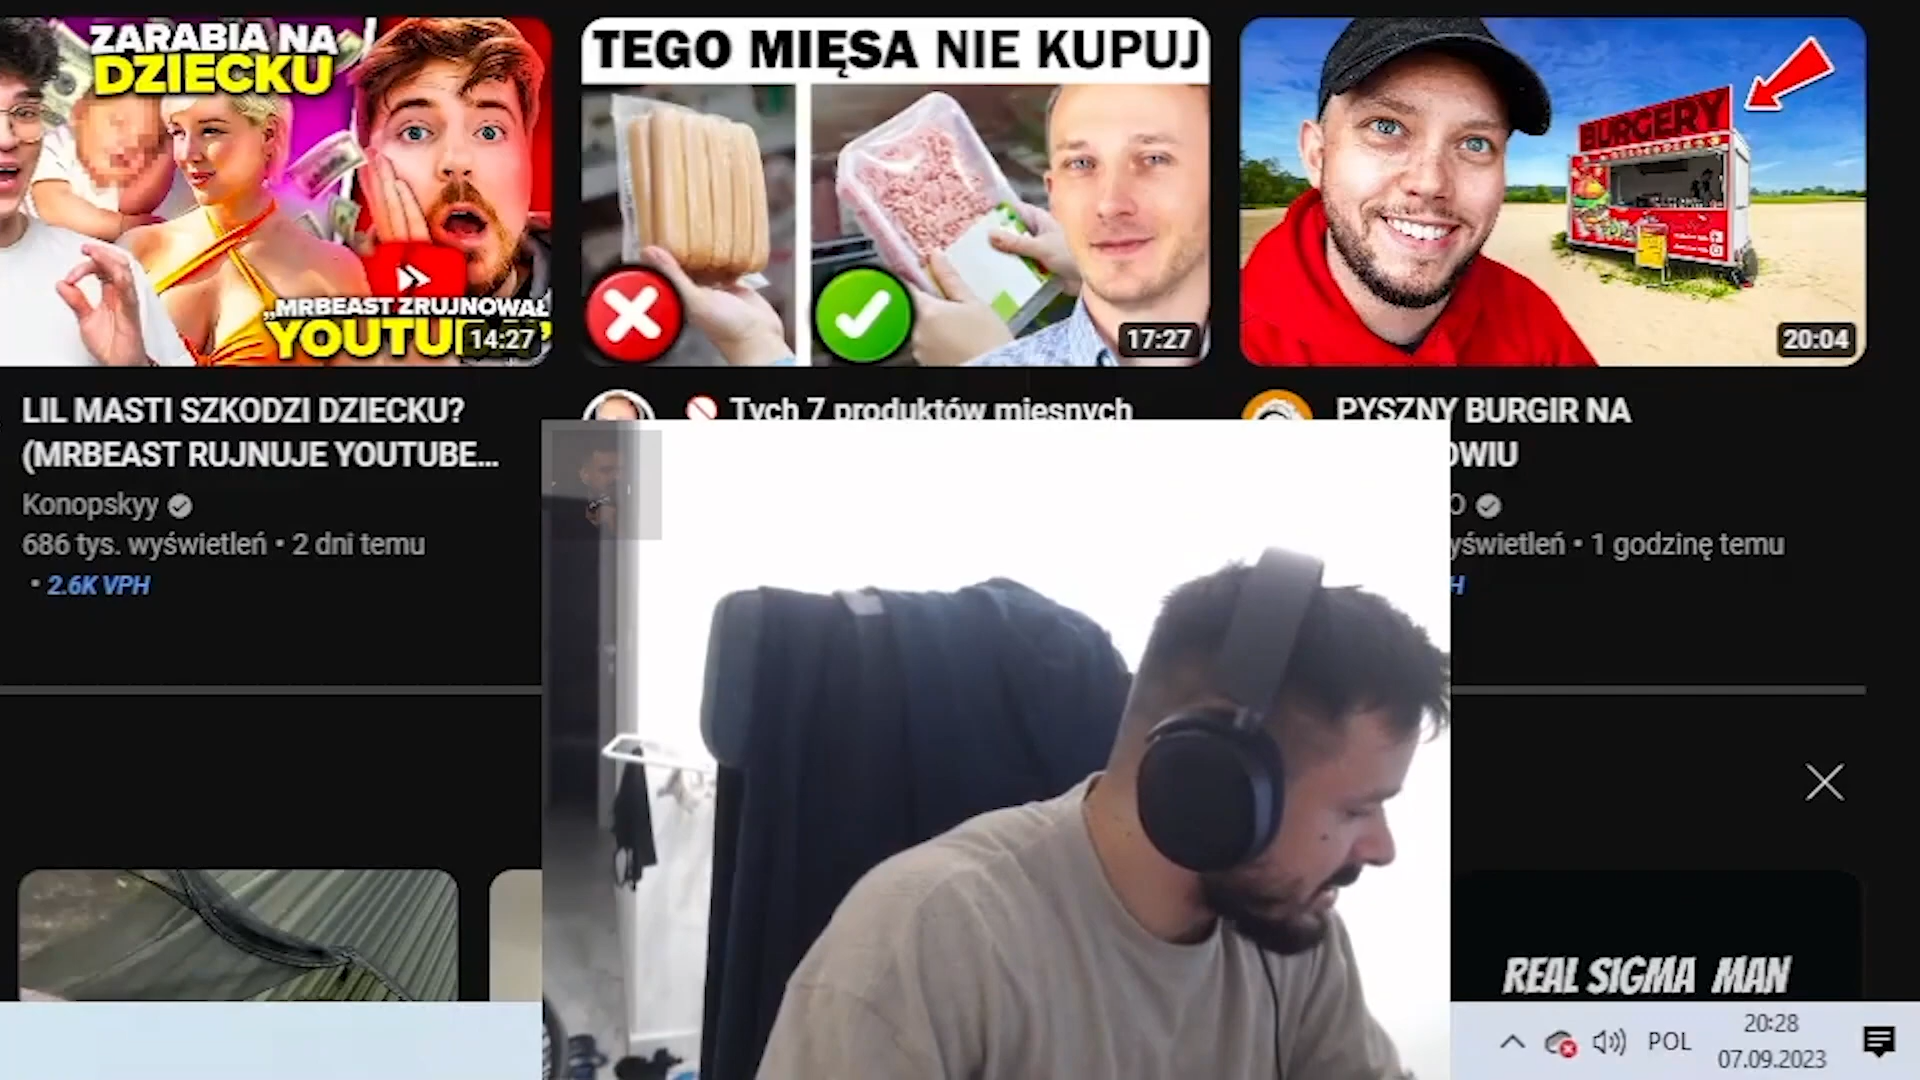 ZARABIA NA
DZIECKU
„MRBEAST ZRUJNOWAŁ
14:27
TEGO MIĘSA NIE KUPUJ
17:27
BURGERY
20:04
LIL MASTI SZKODZI DZIECKU?
(MRBEAST RUJNUJE YOUTUBE...
Konopskyy
686 tys. wyświetleń • 2 dni temu
• 2.6K VPH
Tych 7 produktów mięsnych
PYSZNY BURGIR NA
OWIU
O
yświetleń • 1 godzinę temu
H
REAL SIGMA MAN
POL
20:28
07.09.2023